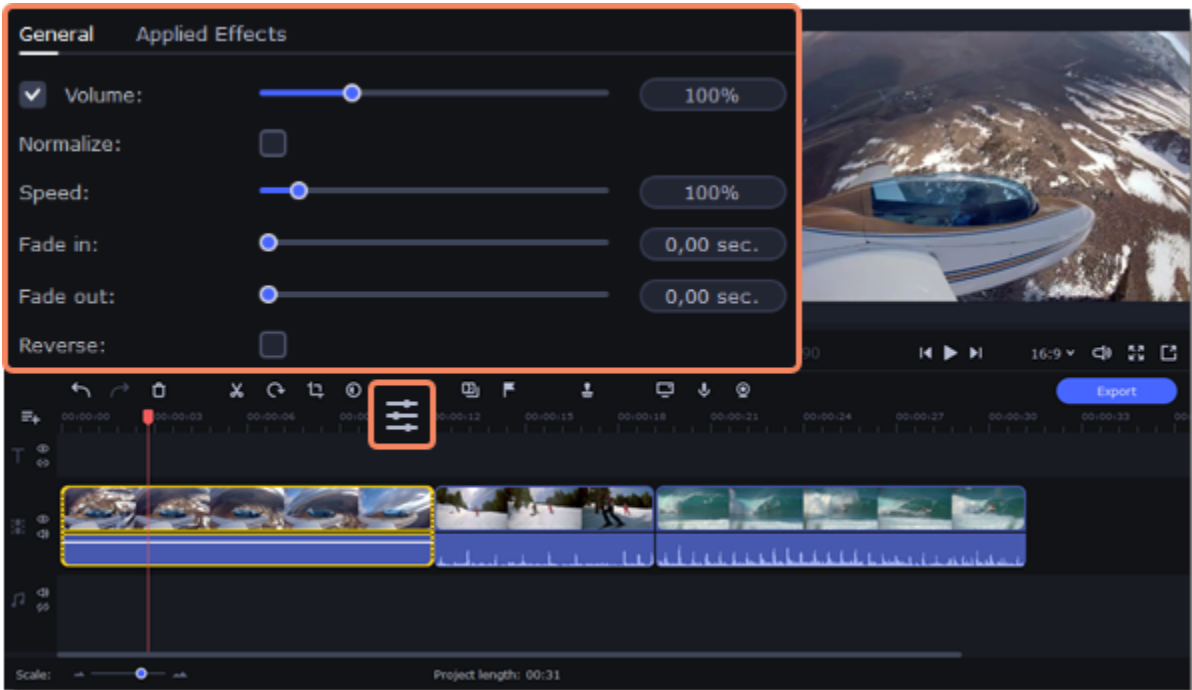 General Applied Effects
Volume: 100%
Normalize:
Speed: 100%
Fade in: 0,00 sec.
Fade out: 0,00 sec.
Reverse:
16:9
Export
00:00:00 00:00:03 00:00:06 00:00:12 00:00:15 00:00:18 00:00:21 00:00:24 00:00:27 00:00:30 00:00:33
T
Scale: Project length: 00:31